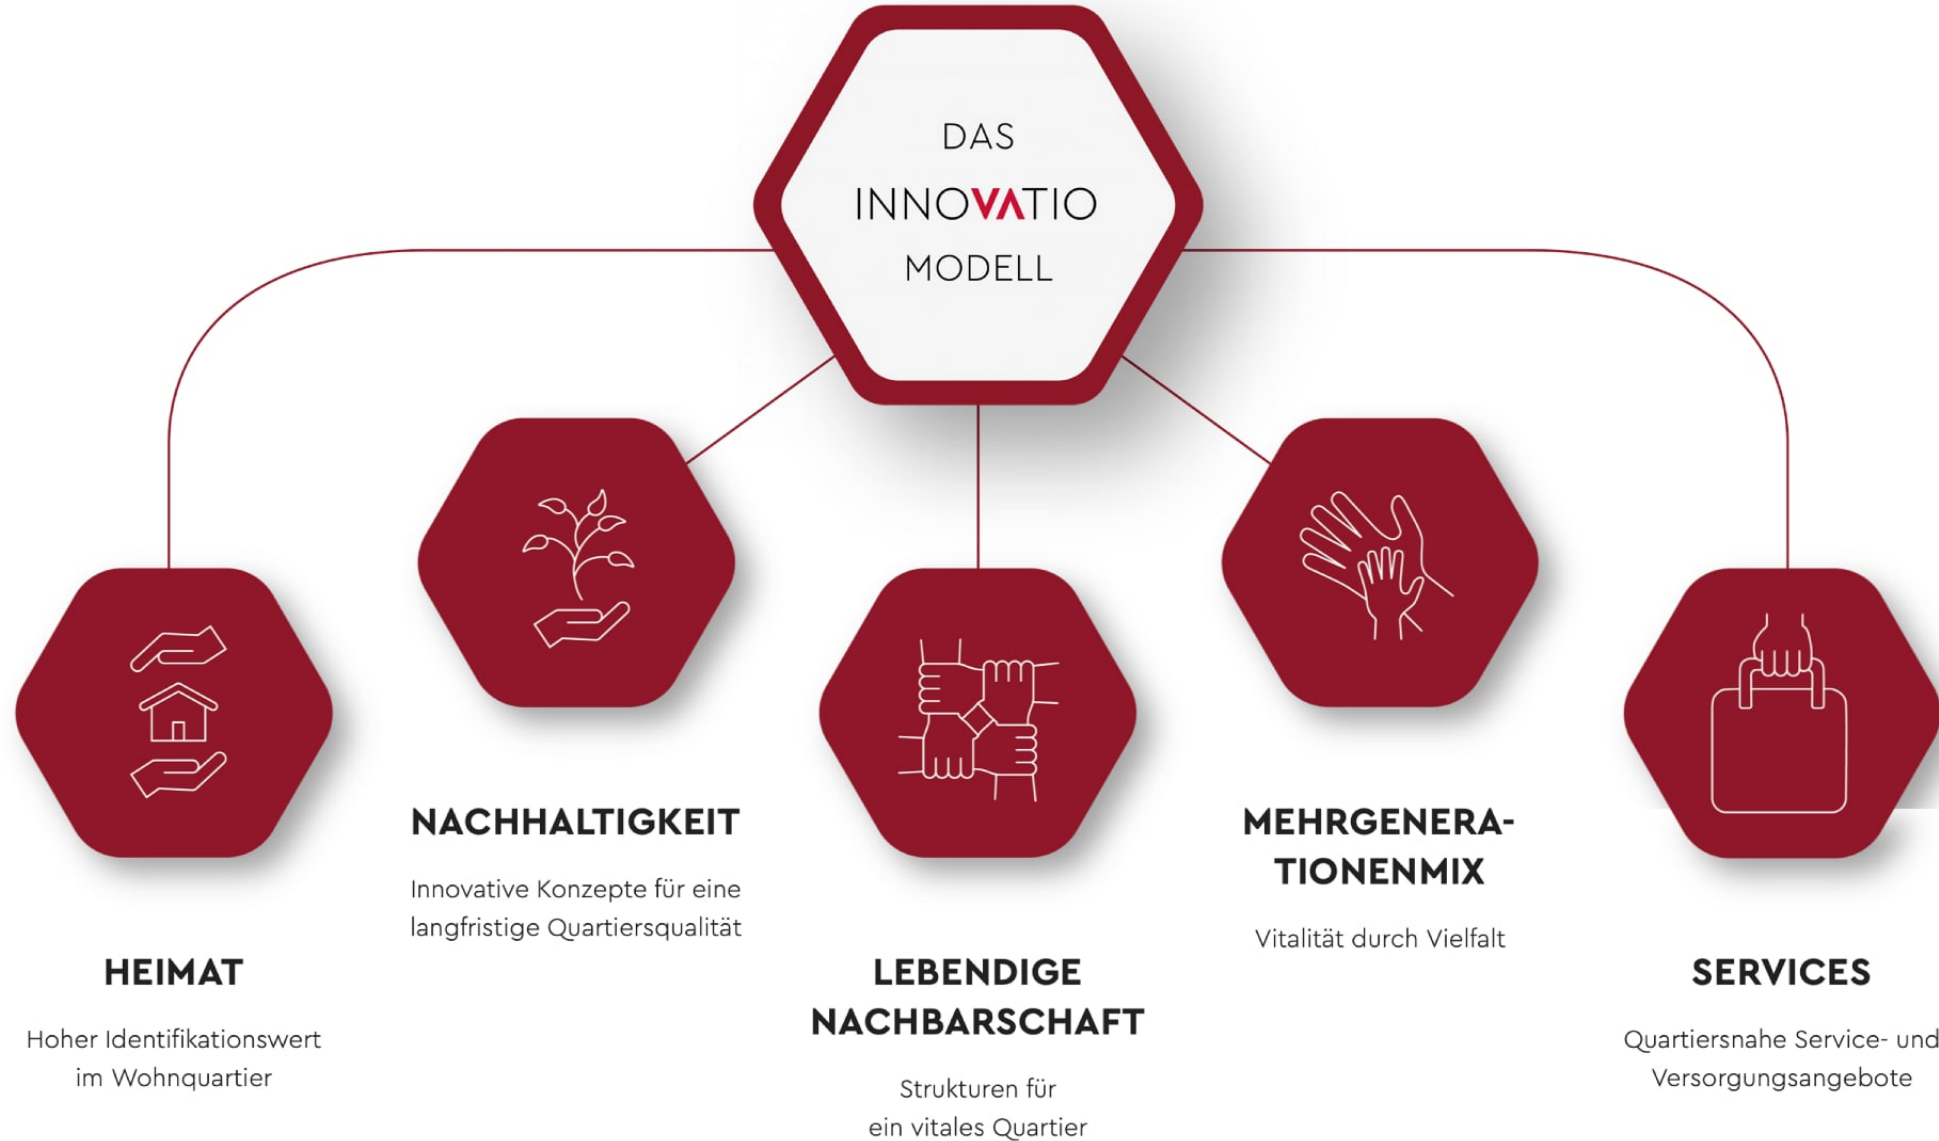 DAS
INNOVATIO
MODELL
HEIMAT
Hoher Identifikationswert
im Wohnquartier
NACHHALTIGKEIT
Innovative Konzepte für eine
langfristige Quartiersqualität
LEBENDIGE
NACHBARSCHAFT
Strukturen für
ein vitales Quartier
MEHRGENERA-
TIONENMIX
Vitalität durch Vielfalt
SERVICES
Quartiersnahe Service- und
Versorgungsangebote